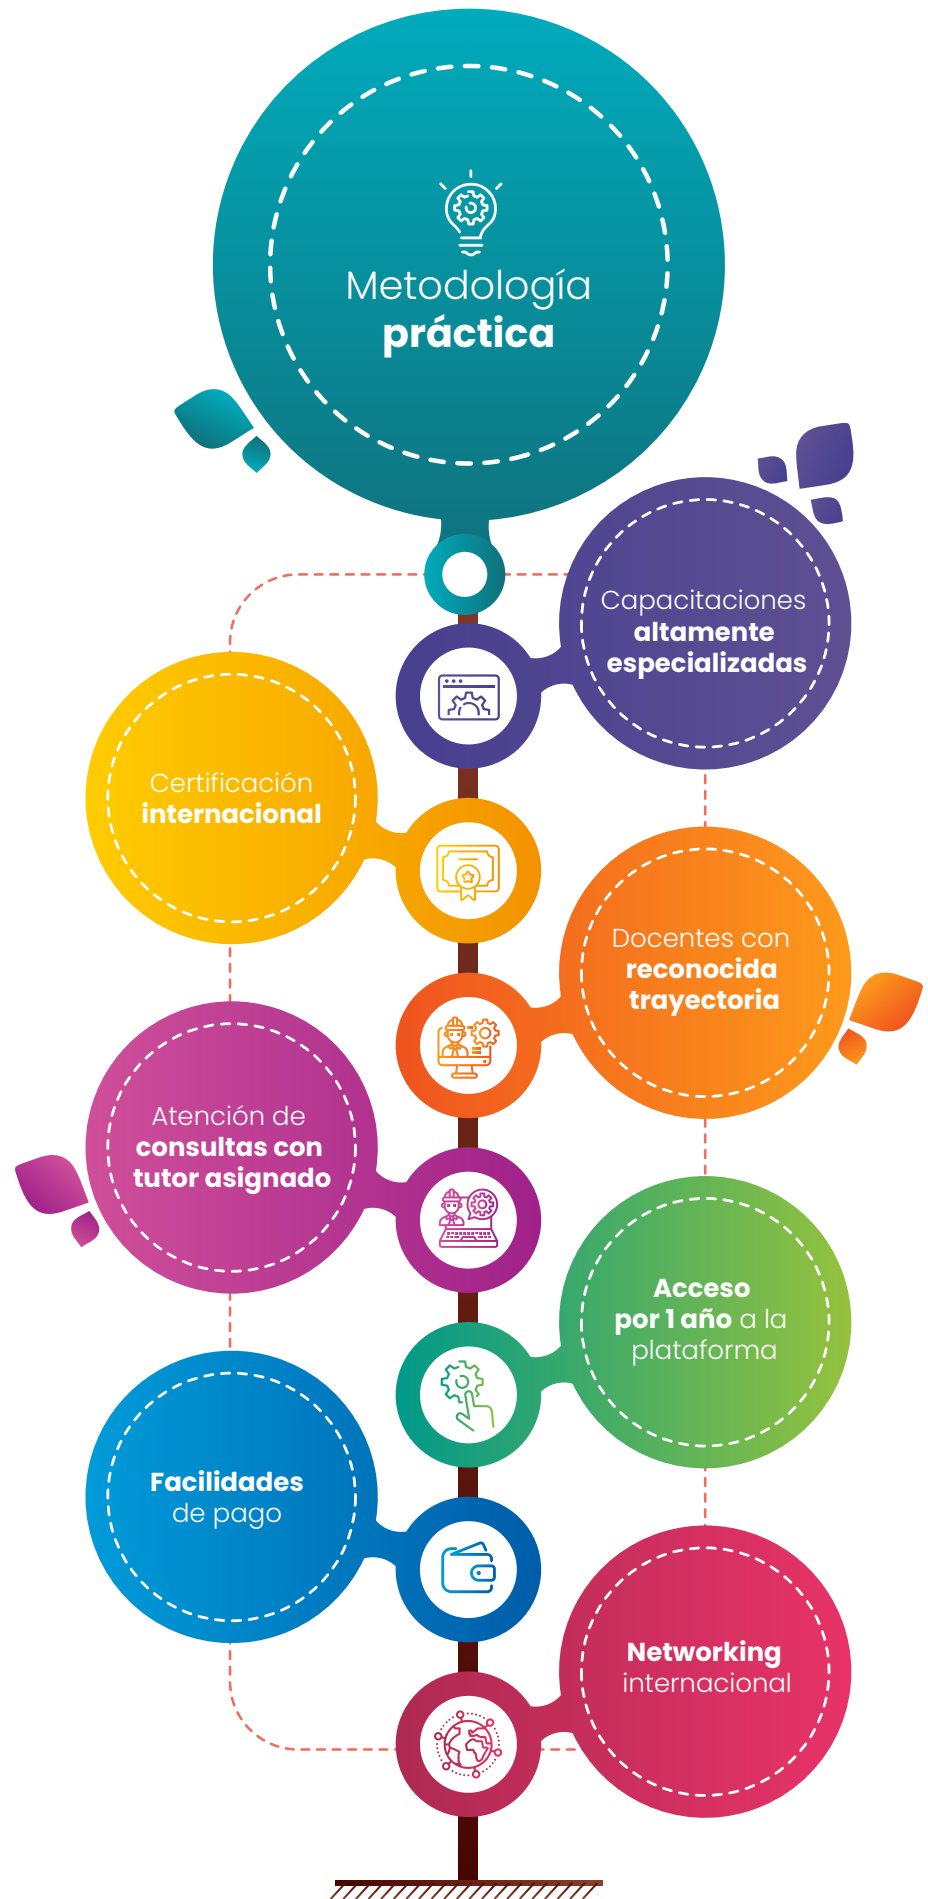 Metodología
práctica
Capacitaciones
altamente
especializadas
Certificación
internacional
Docentes con
reconocida
trayectoria
Atención de
consultas con
tutor asignado
Acceso
por 1 año a la
plataforma
Facilidades
de pago
Networking
internacional